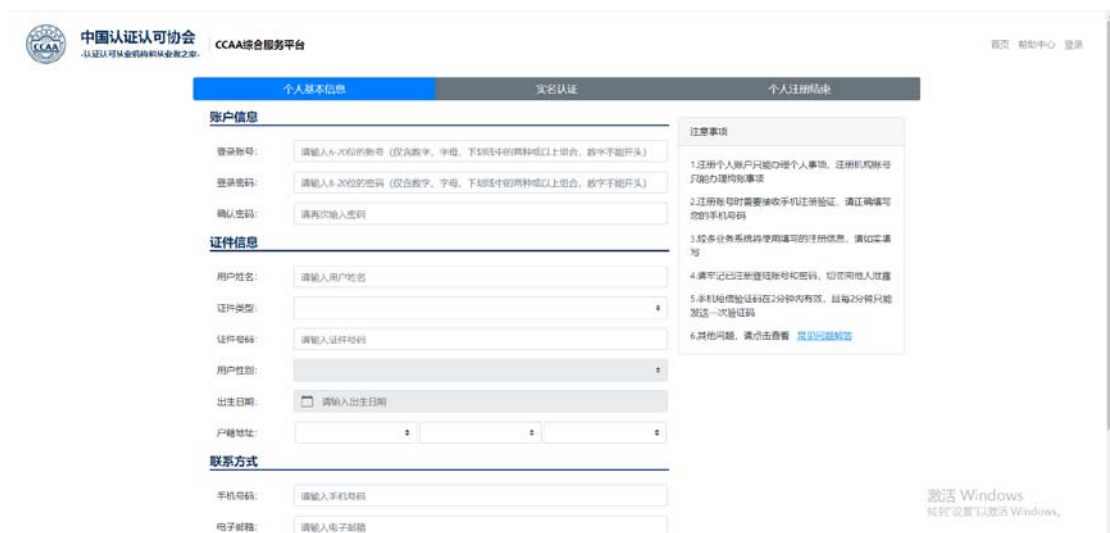 CCAA
中国认证认可协会
-认证认可从业机构和从业者之家-
CCAA综合服务平台
首页 帮助中心 登录
个人基本信息 实名认证 个人注册结束
账户信息
登录账号: 请输入6-20位的账号（仅含数字、字母、下划线中的两种或以上组合，数字不能开头）
登录密码: 请输入8-20位的密码（仅含数字、字母、下划线中的两种或以上组合，数字不能开头）
确认密码: 请再次输入密码
证件信息
用户姓名: 请输入用户姓名
证件类型:
证件号码: 请输入证件号码
用户性别:
出生日期: 请输入出生日期
户籍地址:
联系方式
手机号码: 请输入手机号码
电子邮箱: 请输入电子邮箱
注意事项
1.注册个人账户只能办理个人事项，注册机构账号
只能办理构账事项
2.注册账号时需要接收手机注册验证，请正确填写
您的手机号码
3.较多业务系统将使用填写的注册信息，请如实填
写
4.请牢记已注册登陆账号和密码，切勿向他人泄露
5.手机短信验证码在2分钟内有效，且每2分钟只能
发送一次验证码
6.其他问题，请点击查看 常见问题解答
激活 Windows
转到"设置"以激活 Windows。